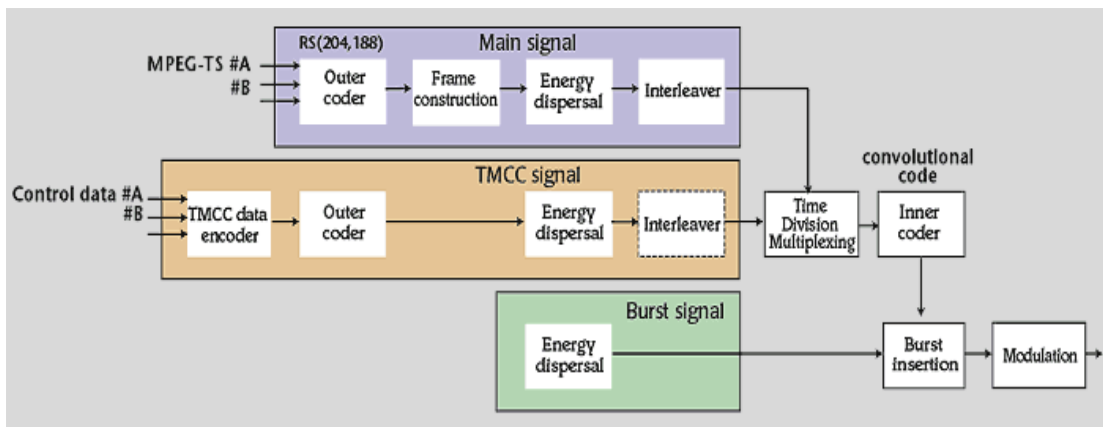 RS(204,188)
Main signal
MPEG-TS #A
#B
Outer
coder
Frame
construction
Energy
dispersal
Interleaver
TMCC signal
Control data #A
#B
TMCC data
encoder
Outer
coder
Energy
dispersal
Interleaver
convolutional
code
Time
Division
Multiplexing
Inner
coder
Burst signal
Energy
dispersal
Burst
insertion
Modulation